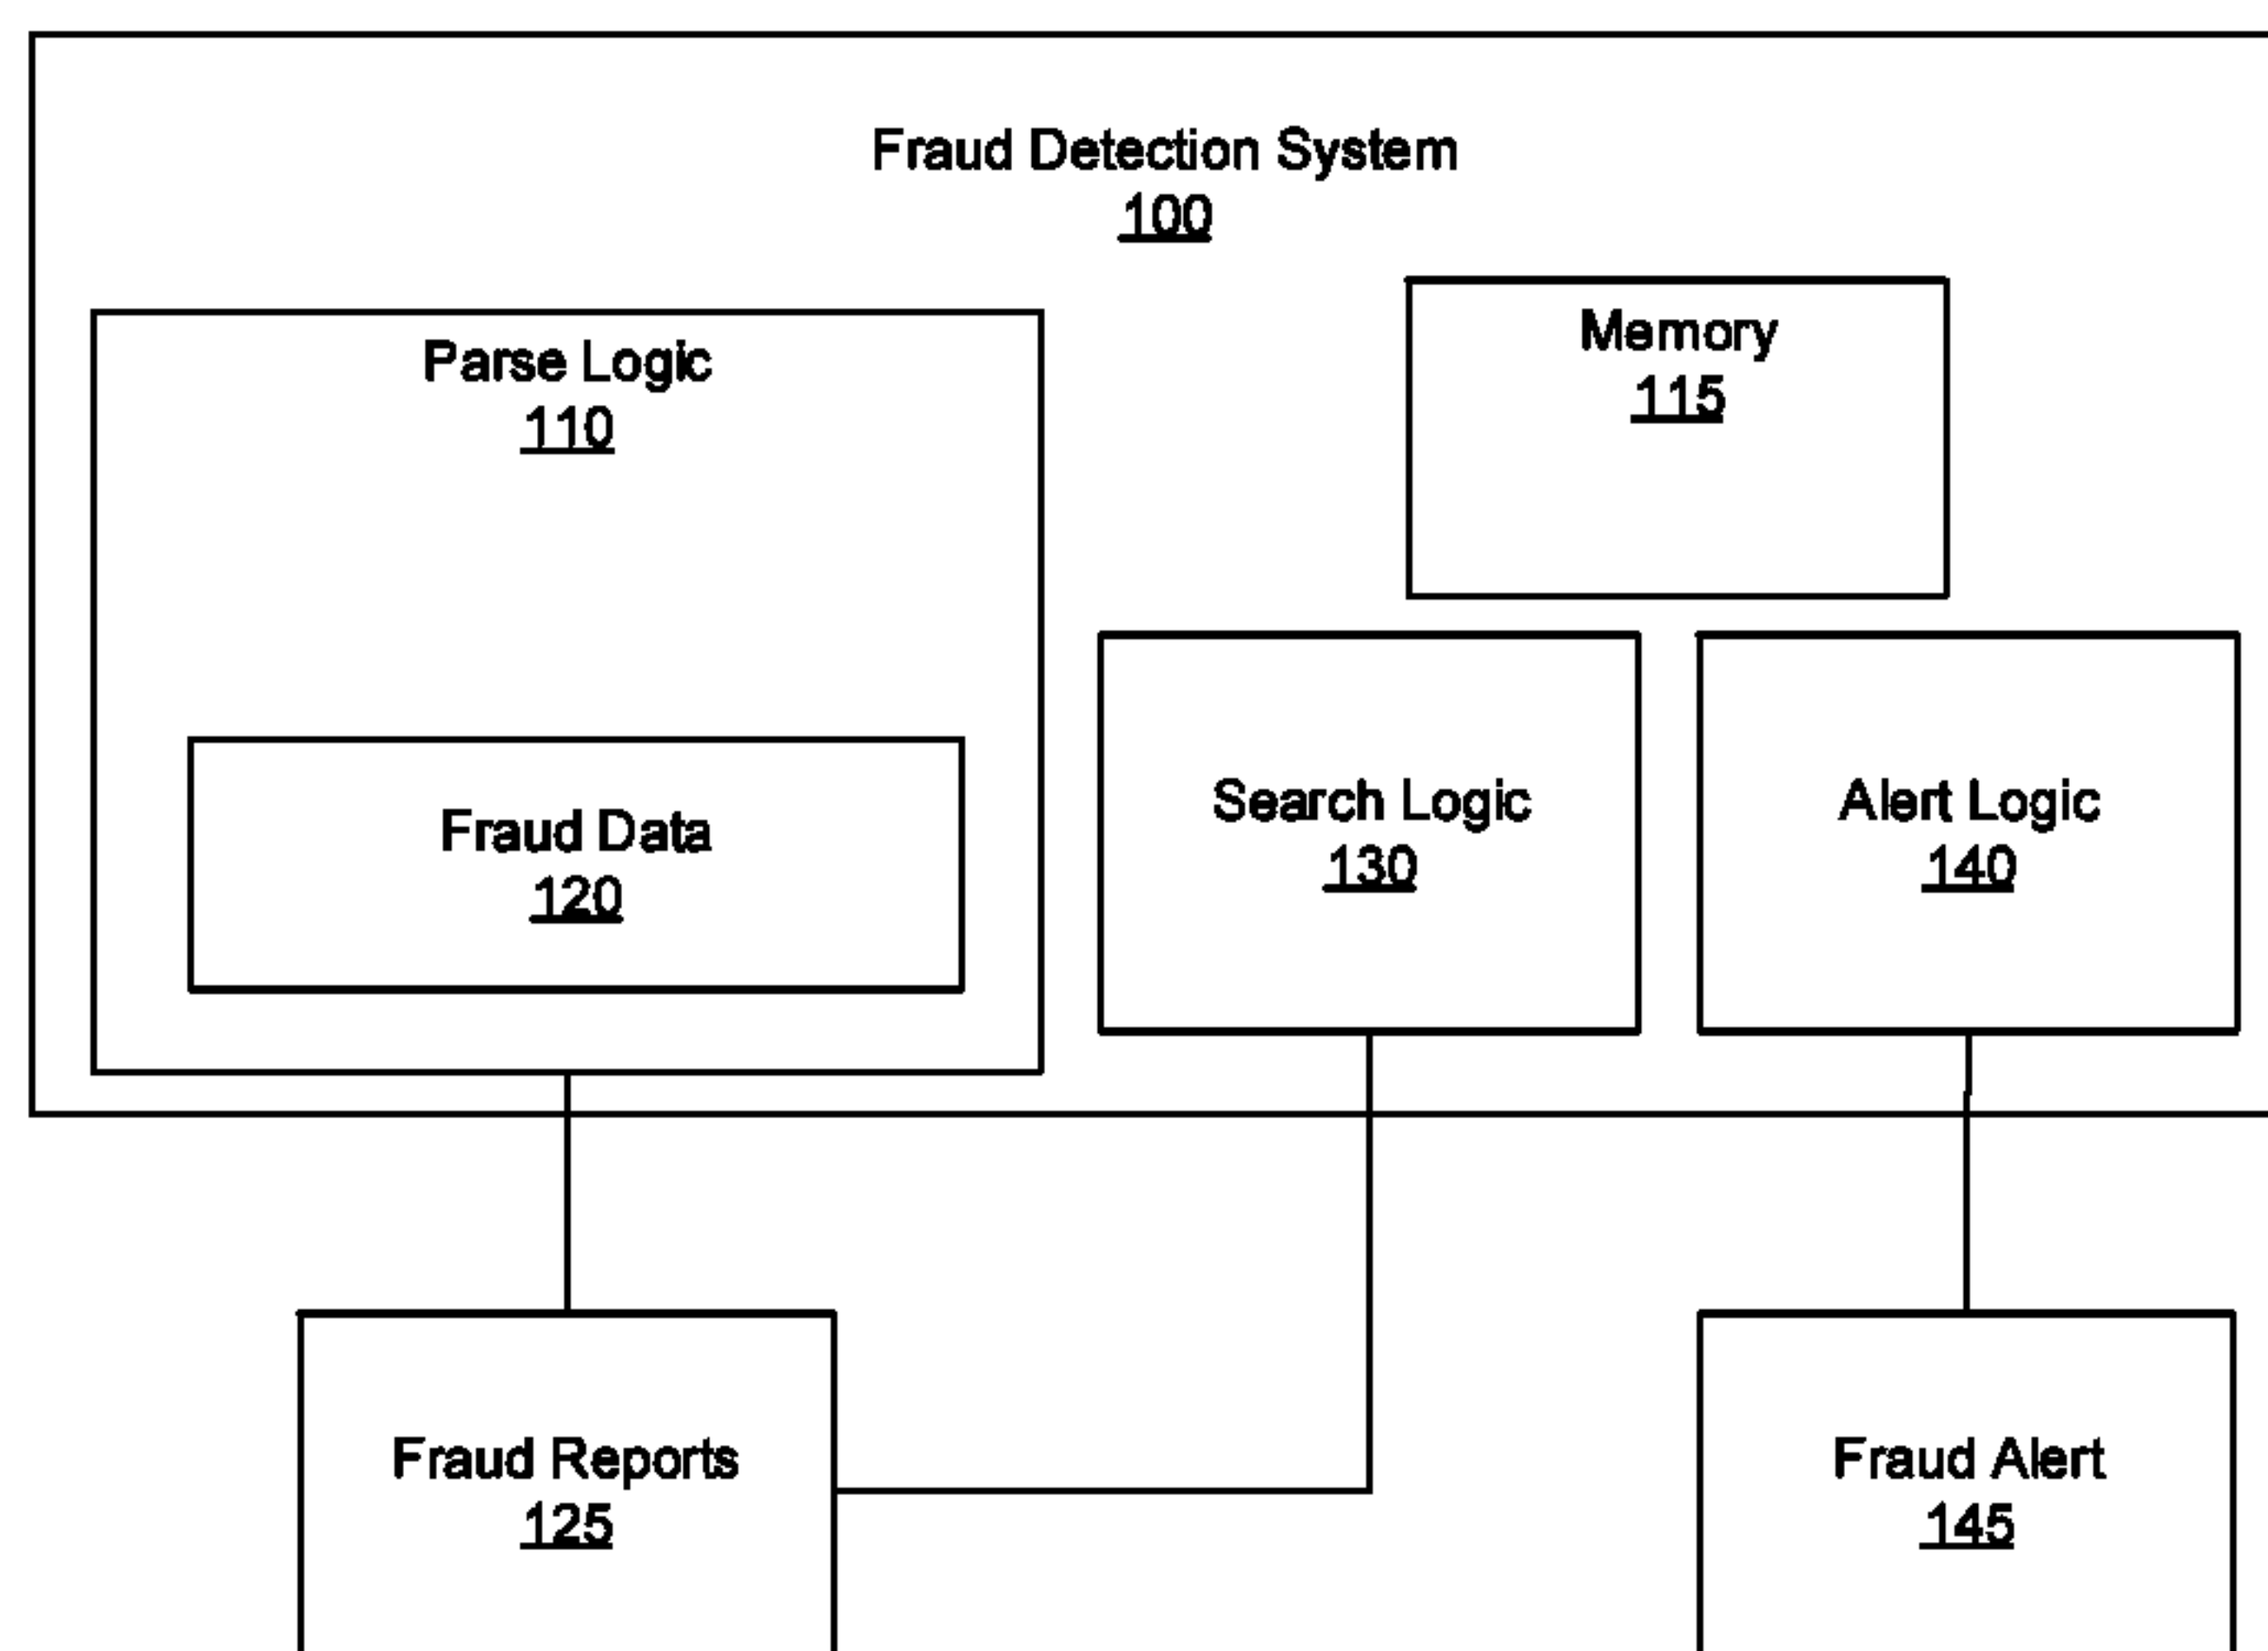 Fraud Detection System
100
Parse Logic
110
Memory
115
Fraud Data
120
Search Logic
130
Alert Logic
140
Fraud Reports
125
Fraud Alert
145